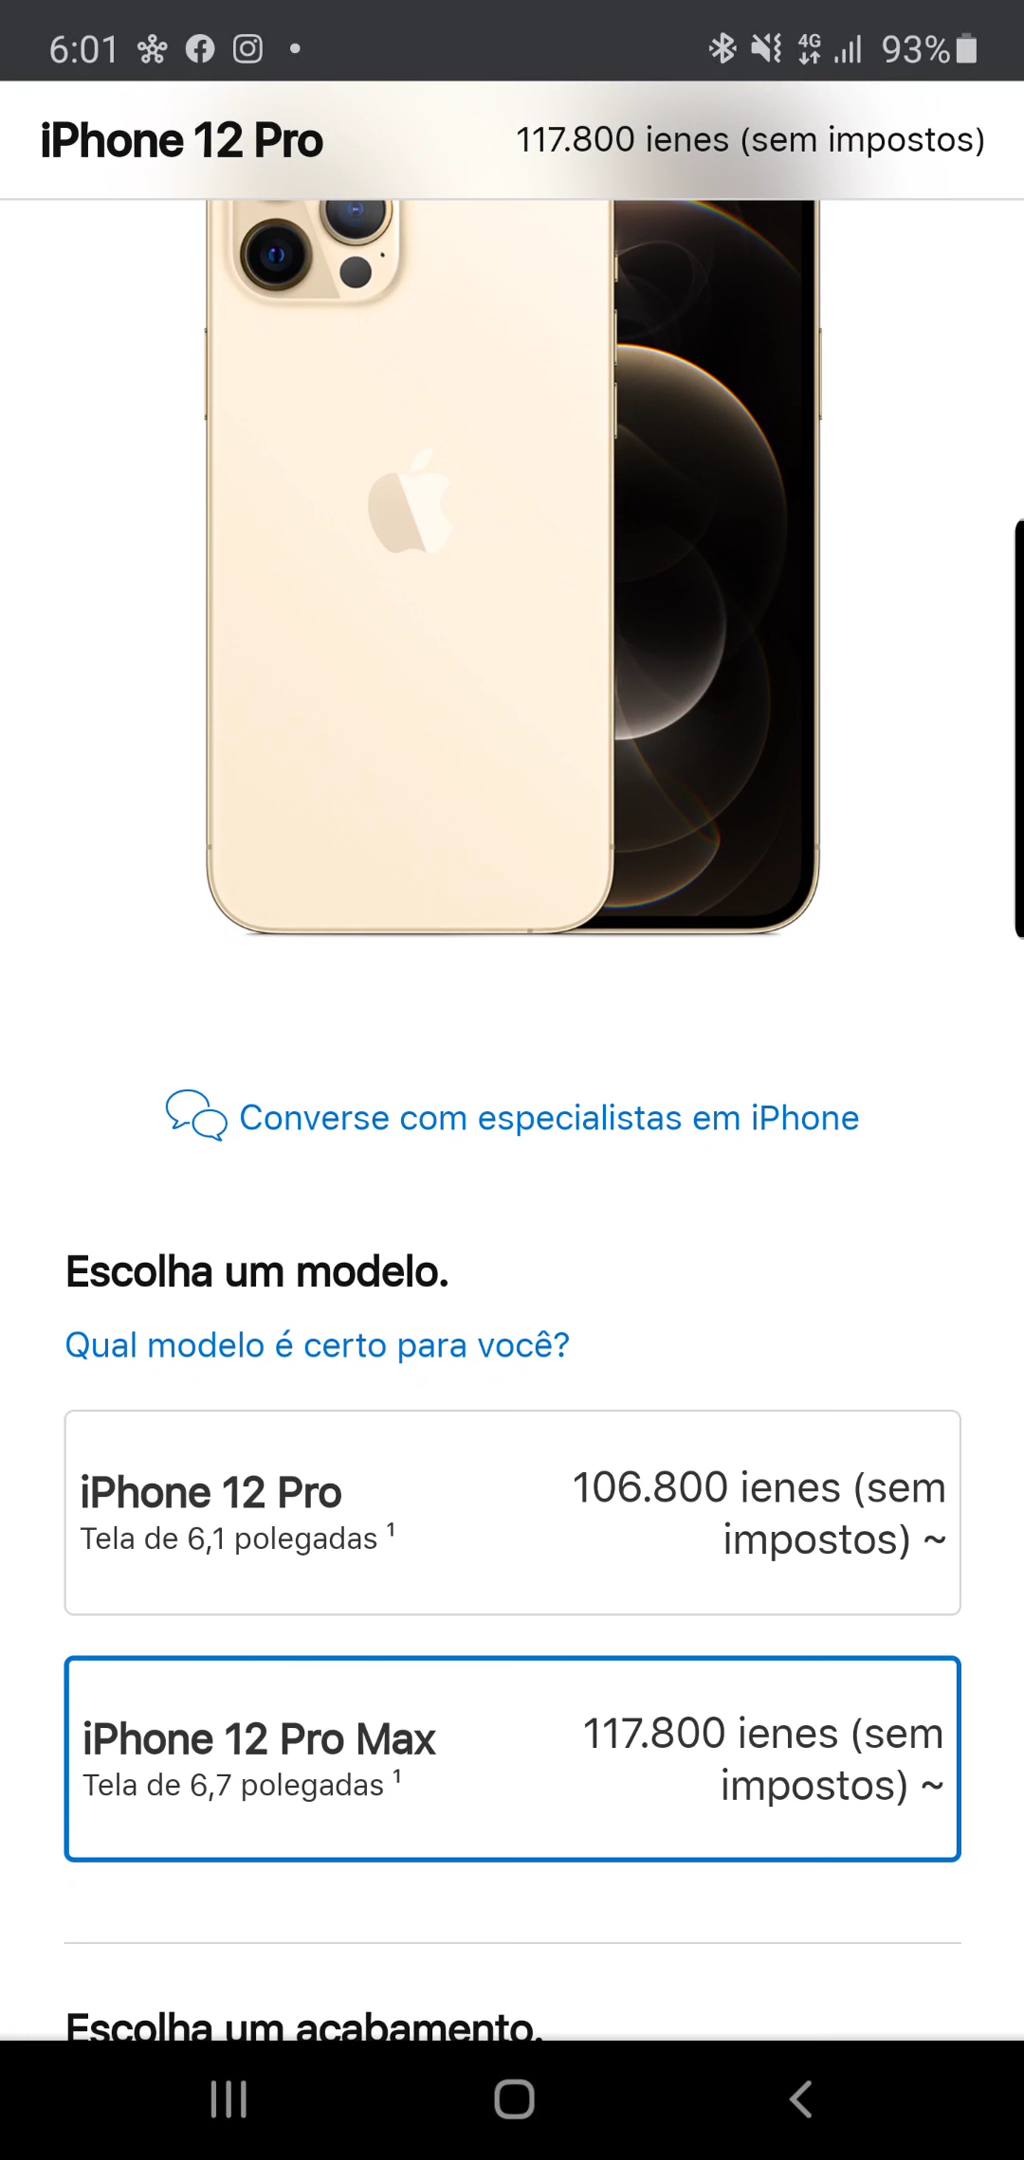 6:01
4G
93%
iPhone 12 Pro
117.800 ienes (sem impostos)
Converse com especialistas em iPhone
Escolha um modelo.
Qual modelo é certo para você?
iPhone 12 Pro
106.800 ienes (sem
Tela de 6,1 polegadas ¹
impostos) ~
iPhone 12 Pro Max
117.800 ienes (sem
Tela de 6,7 polegadas ¹
impostos) ~
Escolha um acabamento.